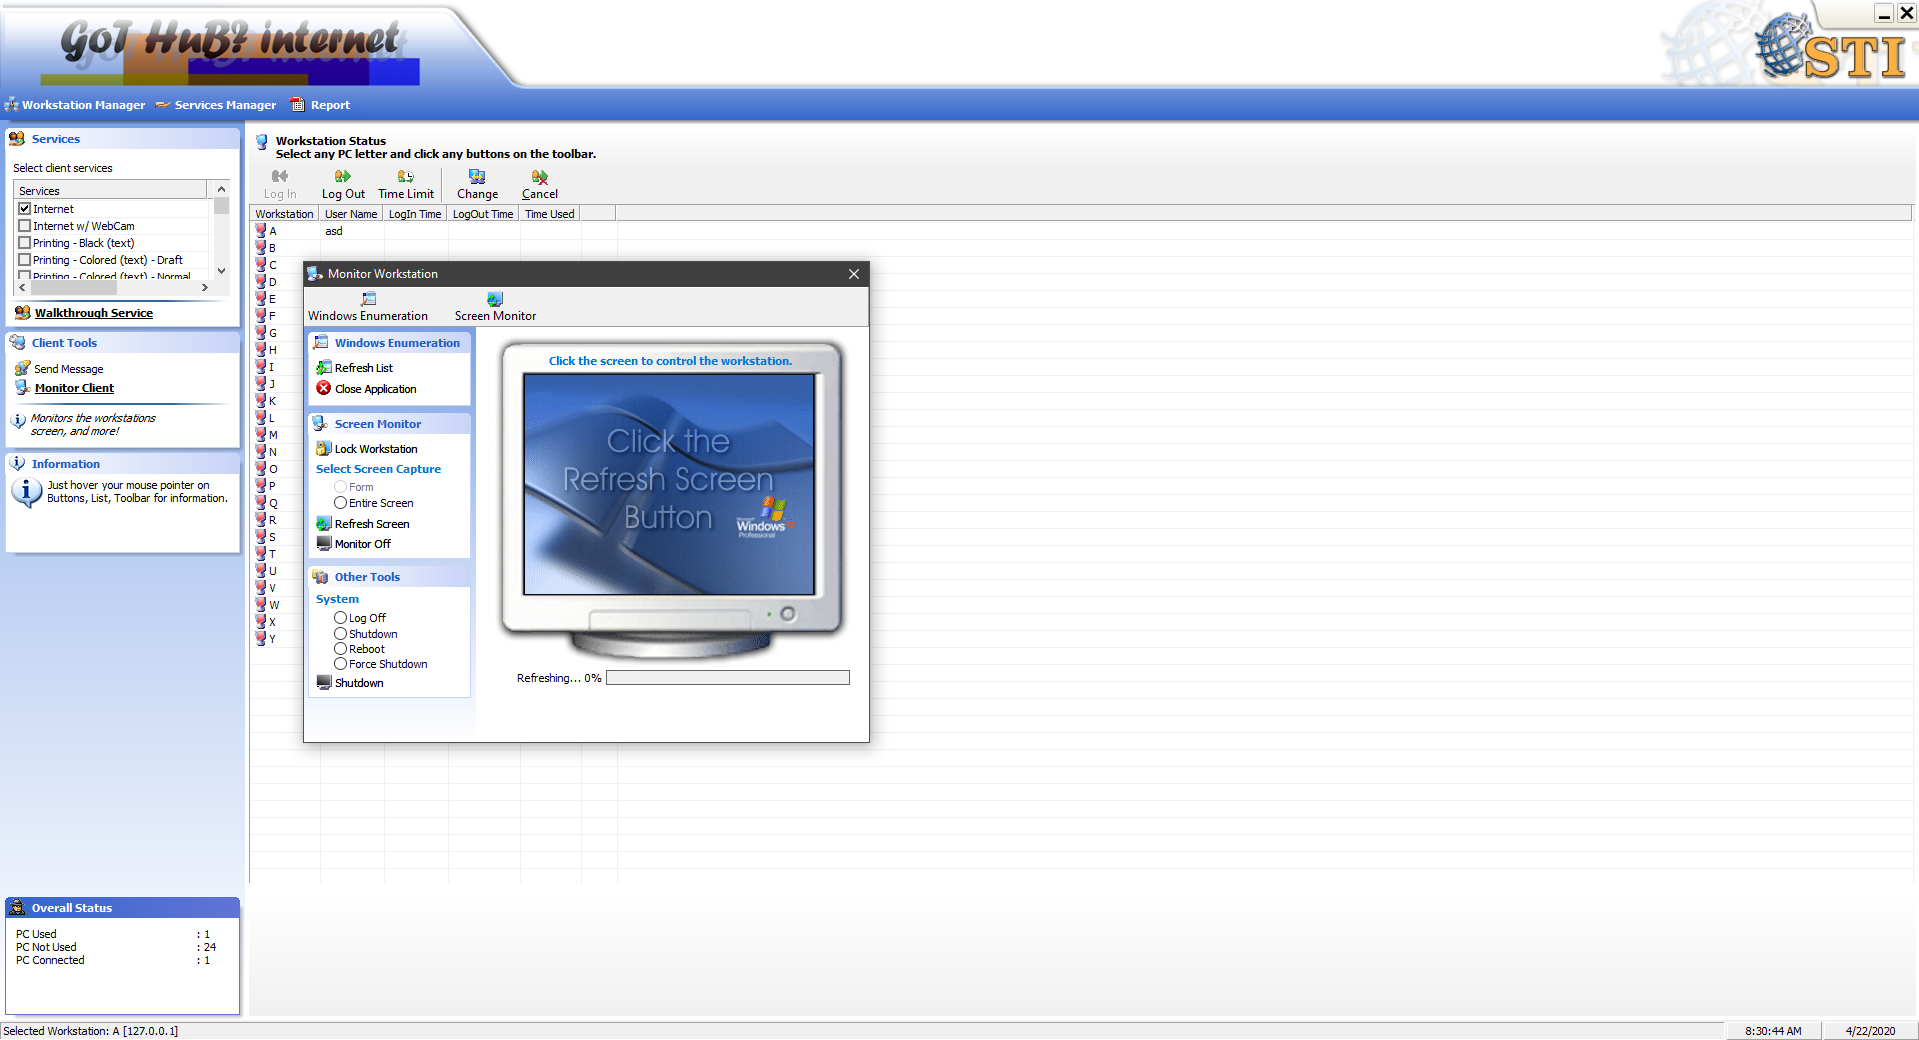 GoT HuB? internet
STI
Workstation Manager Services Manager Report
Services
Select client services
Services
Internet
Internet w/ WebCam
Printing - Black (text)
Printing - Colored (text) - Draft
Printing - Colored (text) - Normal
Walkthrough Service
Client Tools
Send Message
Monitor Client
Monitors the workstations
screen, and more!
Information
Just hover your mouse pointer on
Buttons, List, Toolbar for information.
Overall Status
PC Used : 1
PC Not Used : 24
PC Connected : 1
Workstation Status
Select any PC letter and click any buttons on the toolbar.
Log In Log Out Time Limit Change Cancel
Workstation User Name LogIn Time LogOut Time Time Used
A asd
B
C
D
E
F
G
H
I
J
K
L
M
N
O
P
Q
R
S
T
U
V
W
X
Y
Monitor Workstation
Windows Enumeration Screen Monitor
Windows Enumeration
Refresh List
Close Application
Screen Monitor
Lock Workstation
Select Screen Capture
Form
Entire Screen
Refresh Screen
Monitor Off
Other Tools
System
Log Off
Shutdown
Reboot
Force Shutdown
Shutdown
Click the screen to control the workstation.
Click the
Refresh Screen
Button
Windows
Professional
Refreshing... 0%
Selected Workstation: A [127.0.0.1] 8:30:44 AM 4/22/2020